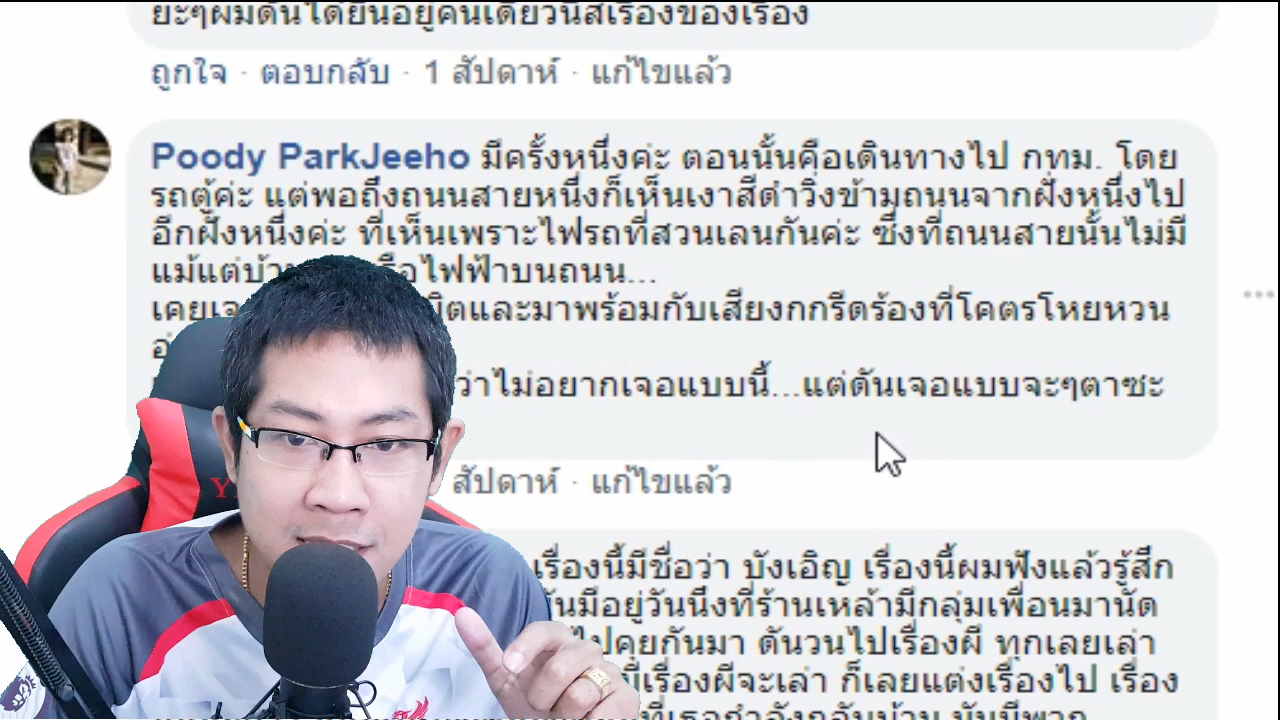 ยะๆผมดันได้ยินอยู่คนเดียวนี่สิเรื่องของเรื่อง
ถูกใจ · ตอบกลับ · 1 สัปดาห์ · แก้ไขแล้ว
Poody ParkJeeho มีครั้งหนึ่งค่ะ ตอนนั้นคือเดินทางไป กทม. โดย
รถตู้ค่ะ แต่พอถึงถนนสายหนึ่งก็เห็นเงาสีดำวิ่งข้ามถนนจากฝั่งหนึ่งไป
อีกฝั่งหนึ่งค่ะ ที่เห็นเพราะไฟรถที่สวนเลนกันค่ะ ซึ่งที่ถนนสายนั้นไม่มี
แม้แต่บ้าน ไฟฟ้าบนถนน...
และมาพร้อมกับเสียงกกรีดร้องที่โคตรโหยหวน
ว่าไม่อยากเจอแบบนี้...แต่ดันเจอแบบจะๆตาซะ
สัปดาห์ · แก้ไขแล้ว
เรื่องนี้มีชื่อว่า บังเอิญ เรื่องนี้ผมฟังแล้วรู้สึก
มีอยู่วันนึงที่ร้านเหล้ามีกลุ่มเพื่อนมานัด
ไปคุยกันมา ดันวนไปเรื่องผี ทุกเลยเล่า
เรื่องผีจะเล่า ก็เลยแต่งเรื่องไป เรื่อง
ที่เธอกำลังกลับบ้าน มันมีพวก